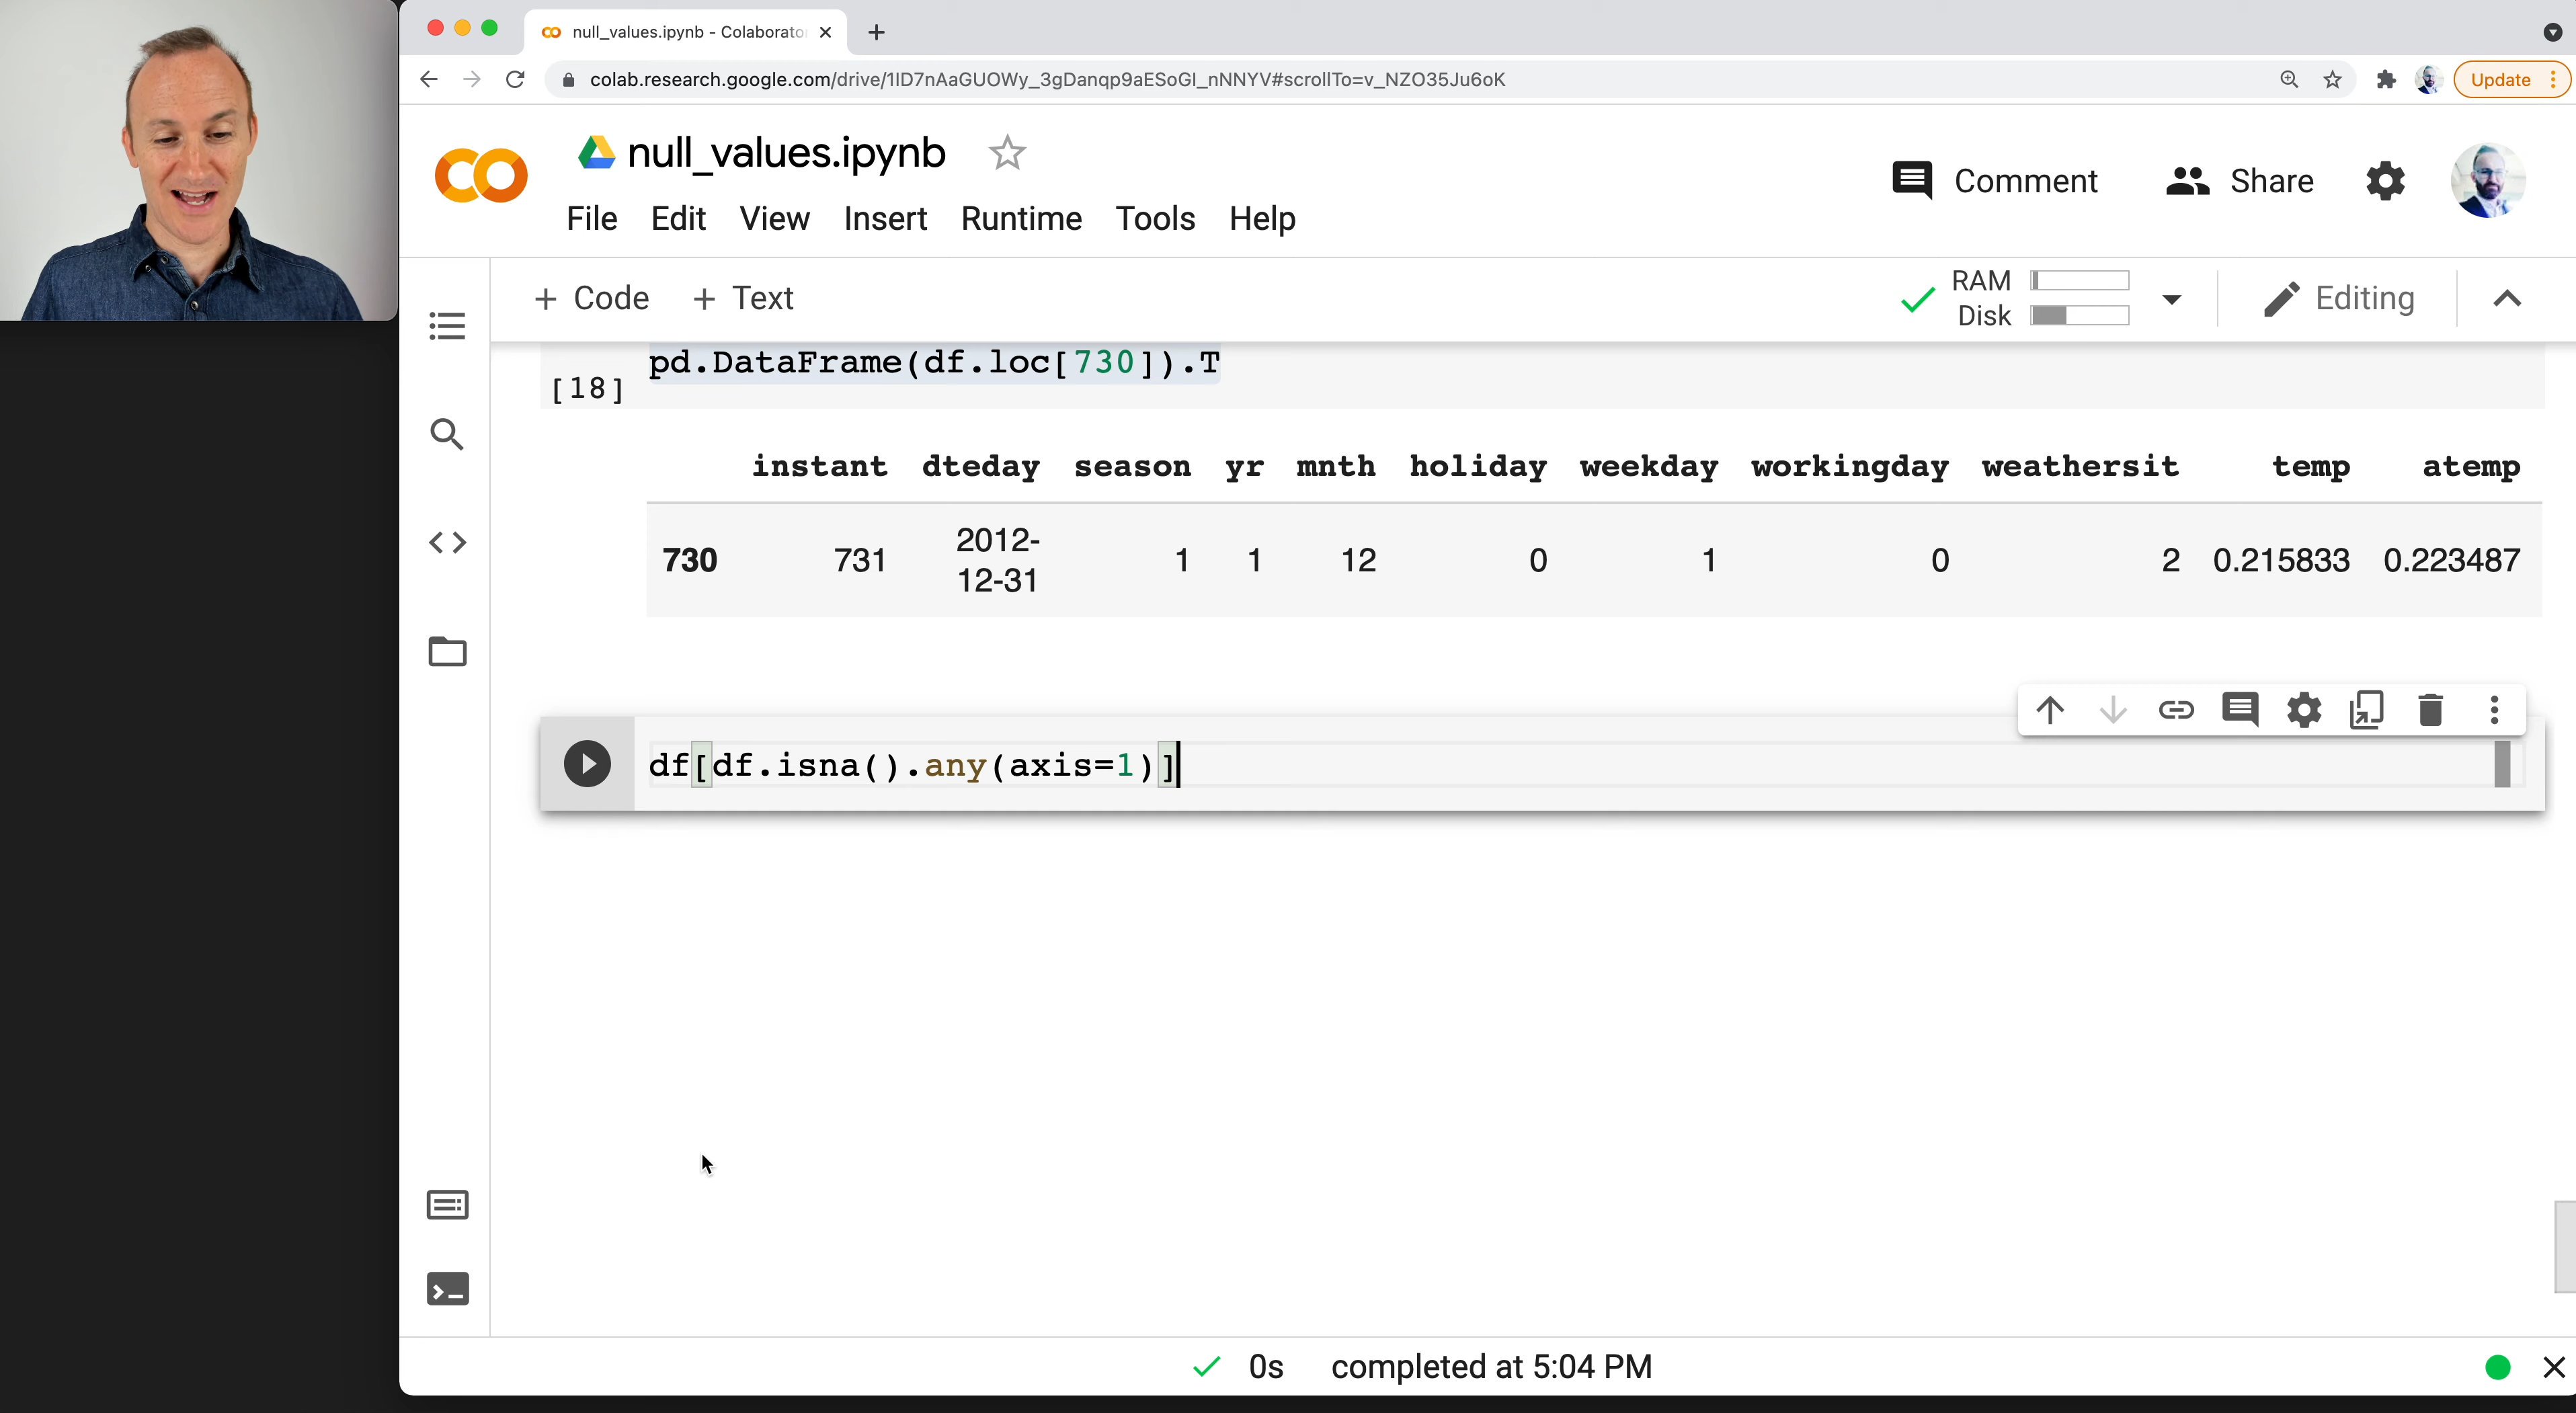 null_values.ipynb - Colaborato
colab.research.google.com/drive/1ID7nAaGUOWy_3gDanqp9aESoGI_nNNYV#scrollTo=v_NZO35Ju6oK
Update
null_values.ipynb
Comment
Share
File Edit View Insert Runtime Tools Help
+ Code + Text
RAM
Disk
Editing
pd.DataFrame(df.loc[730]).T
[18]
instant dteday season yr mnth holiday weekday workingday weathersit temp atemp
730 731 2012- 1 1 12 0 1 0 2 0.215833 0.223487
12-31
df[df.isna().any(axis=1)]
0s completed at 5:04 PM